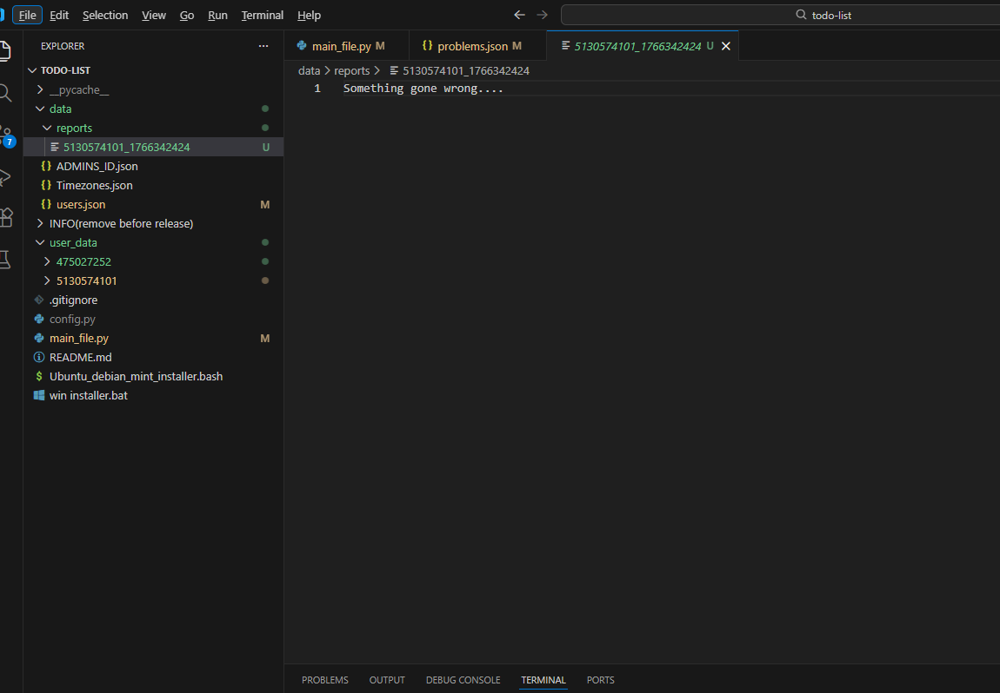 File Edit Selection View Go Run Terminal Help
todo-list
EXPLORER
...
TODO-LIST
__pycache__
data
reports
5130574101_1766342424 U
{} ADMINS_ID.json
{} Timezones.json
{} users.json M
INFO(remove before release)
user_data
475027252
5130574101
.gitignore
config.py
main_file.py M
README.md
$ Ubuntu_debian_mint_installer.bash
win installer.bat
7
main_file.py M
{} problems.json M
5130574101_1766342424 U
data > reports > 5130574101_1766342424
1 Something gone wrong....
PROBLEMS OUTPUT DEBUG CONSOLE TERMINAL PORTS